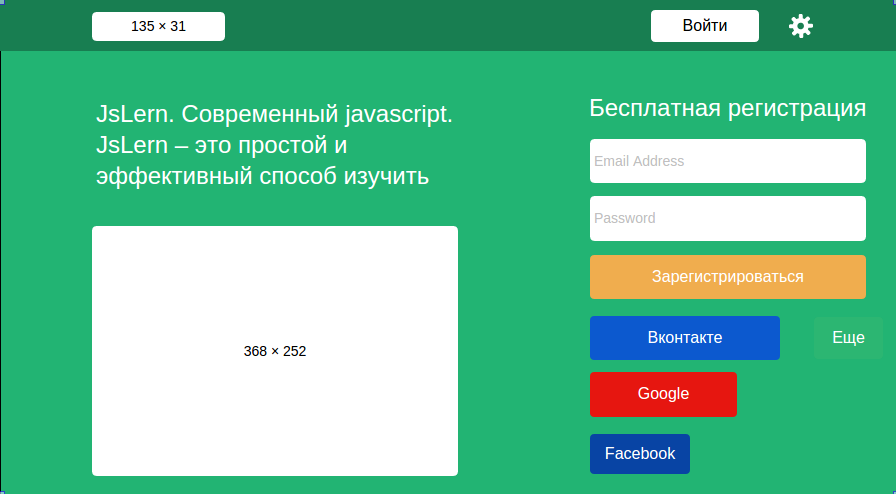 135 × 31
Войти
JsLern. Современный javascript.
JsLern – это простой и
эффективный способ изучить
368 × 252
Бесплатная регистрация
Email Address
Password
Зарегистрироваться
Вконтакте
Еще
Google
Facebook